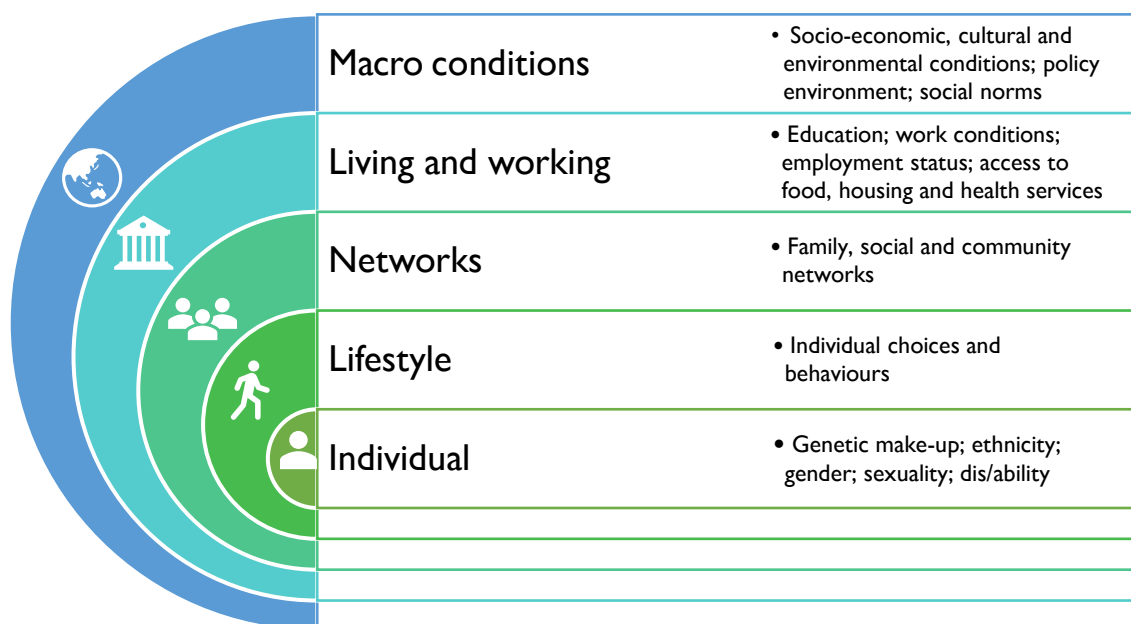 Macro conditions
• Socio-economic, cultural and
environmental conditions; policy
environment; social norms
Living and working
• Education; work conditions;
employment status; access to
food, housing and health services
Networks
• Family, social and community
networks
Lifestyle
• Individual choices and
behaviours
Individual
• Genetic make-up; ethnicity;
gender; sexuality; dis/ability